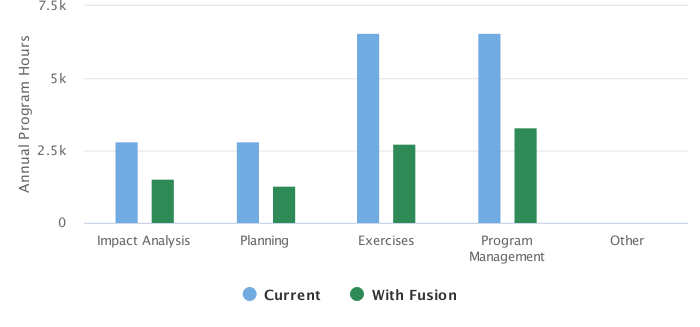 7.5k
5k
2.5k
0
Annual Program Hours
Impact Analysis
Planning
Exercises
Program
Management
Other
Current
With Fusion